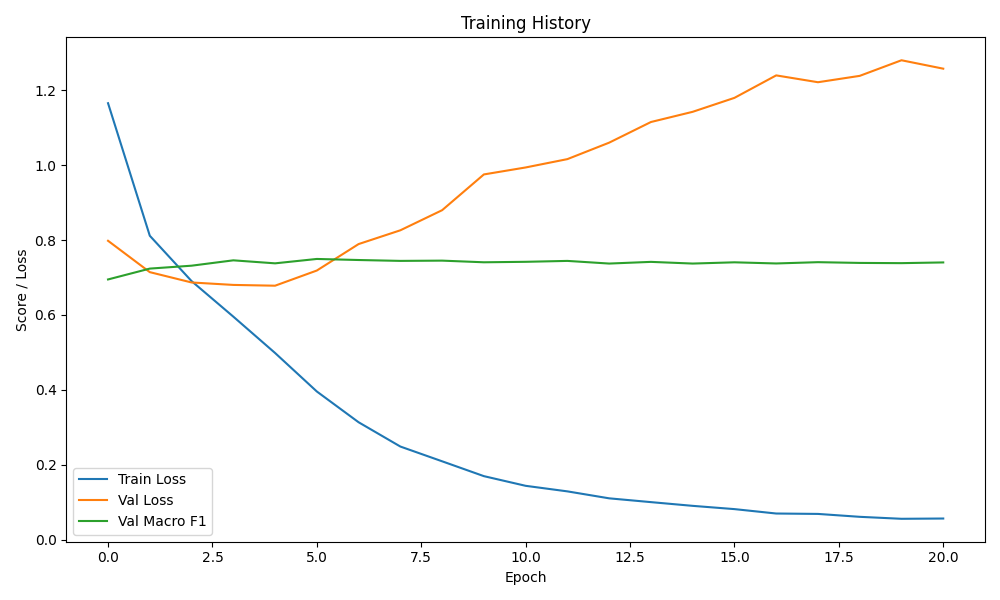 Training History
Score / Loss
1.2
1.0
0.8
0.6
0.4
0.2
0.0
Train Loss
Val Loss
Val Macro F1
0.0 2.5 5.0 7.5 10.0 12.5 15.0 17.5 20.0
Epoch